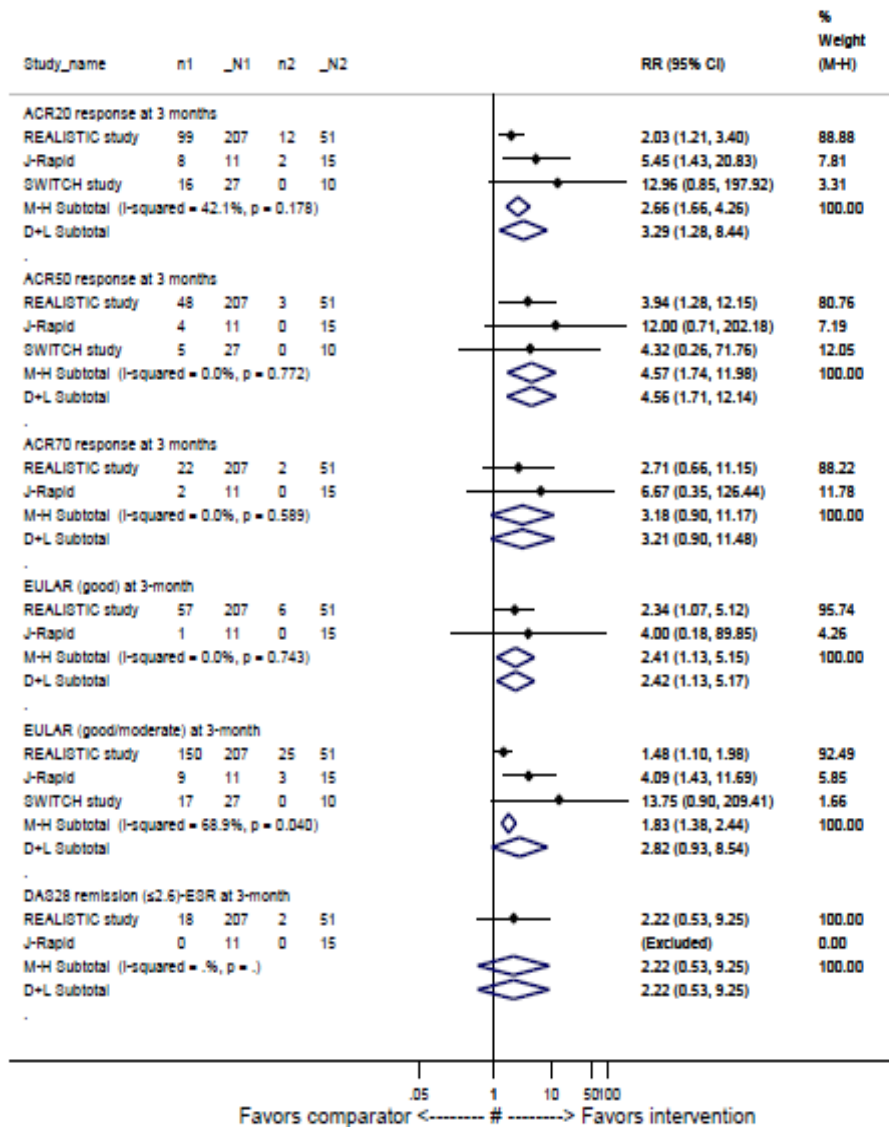 %
Weight
Study_name n1 _N1 n2 _N2 RR (95% CI) (M-H)
ACR20 response at 3 months
REALISTIC study 99 207 12 51 2.03 (1.21, 3.40) 88.88
J-Rapid 8 11 2 15 5.45 (1.43, 20.83) 7.81
SWITCH study 16 27 0 10 12.96 (0.85, 197.92) 3.31
M-H Subtotal (I-squared = 42.1%, p = 0.178) 2.66 (1.66, 4.26) 100.00
D+L Subtotal 3.29 (1.28, 8.44)
.
ACR50 response at 3 months
REALISTIC study 48 207 3 51 3.94 (1.28, 12.15) 80.76
J-Rapid 4 11 0 15 12.00 (0.71, 202.18) 7.19
SWITCH study 5 27 0 10 4.32 (0.26, 71.76) 12.05
M-H Subtotal (I-squared = 0.0%, p = 0.772) 4.57 (1.74, 11.98) 100.00
D+L Subtotal 4.56 (1.71, 12.14)
.
ACR70 response at 3 months
REALISTIC study 22 207 2 51 2.71 (0.66, 11.15) 88.22
J-Rapid 2 11 0 15 6.67 (0.35, 126.44) 11.78
M-H Subtotal (I-squared = 0.0%, p = 0.589) 3.18 (0.90, 11.17) 100.00
D+L Subtotal 3.21 (0.90, 11.48)
.
EULAR (good) at 3-month
REALISTIC study 57 207 6 51 2.34 (1.07, 5.12) 95.74
J-Rapid 1 11 0 15 4.00 (0.18, 89.85) 4.26
M-H Subtotal (I-squared = 0.0%, p = 0.743) 2.41 (1.13, 5.15) 100.00
D+L Subtotal 2.42 (1.13, 5.17)
.
EULAR (good/moderate) at 3-month
REALISTIC study 150 207 25 51 1.48 (1.10, 1.98) 92.49
J-Rapid 9 11 3 15 4.09 (1.43, 11.69) 5.85
SWITCH study 17 27 0 10 13.75 (0.90, 209.41) 1.66
M-H Subtotal (I-squared = 68.9%, p = 0.040) 1.83 (1.38, 2.44) 100.00
D+L Subtotal 2.82 (0.93, 8.54)
.
DAS28 remission (≤2.6)-ESR at 3-month
REALISTIC study 18 207 2 51 2.22 (0.53, 9.25) 100.00
J-Rapid 0 11 0 15 (Excluded) 0.00
M-H Subtotal (I-squared = .%, p = .) 2.22 (0.53, 9.25) 100.00
D+L Subtotal 2.22 (0.53, 9.25)
.
.05 1 10 50 100
Favors comparator <-------- # --------> Favors intervention